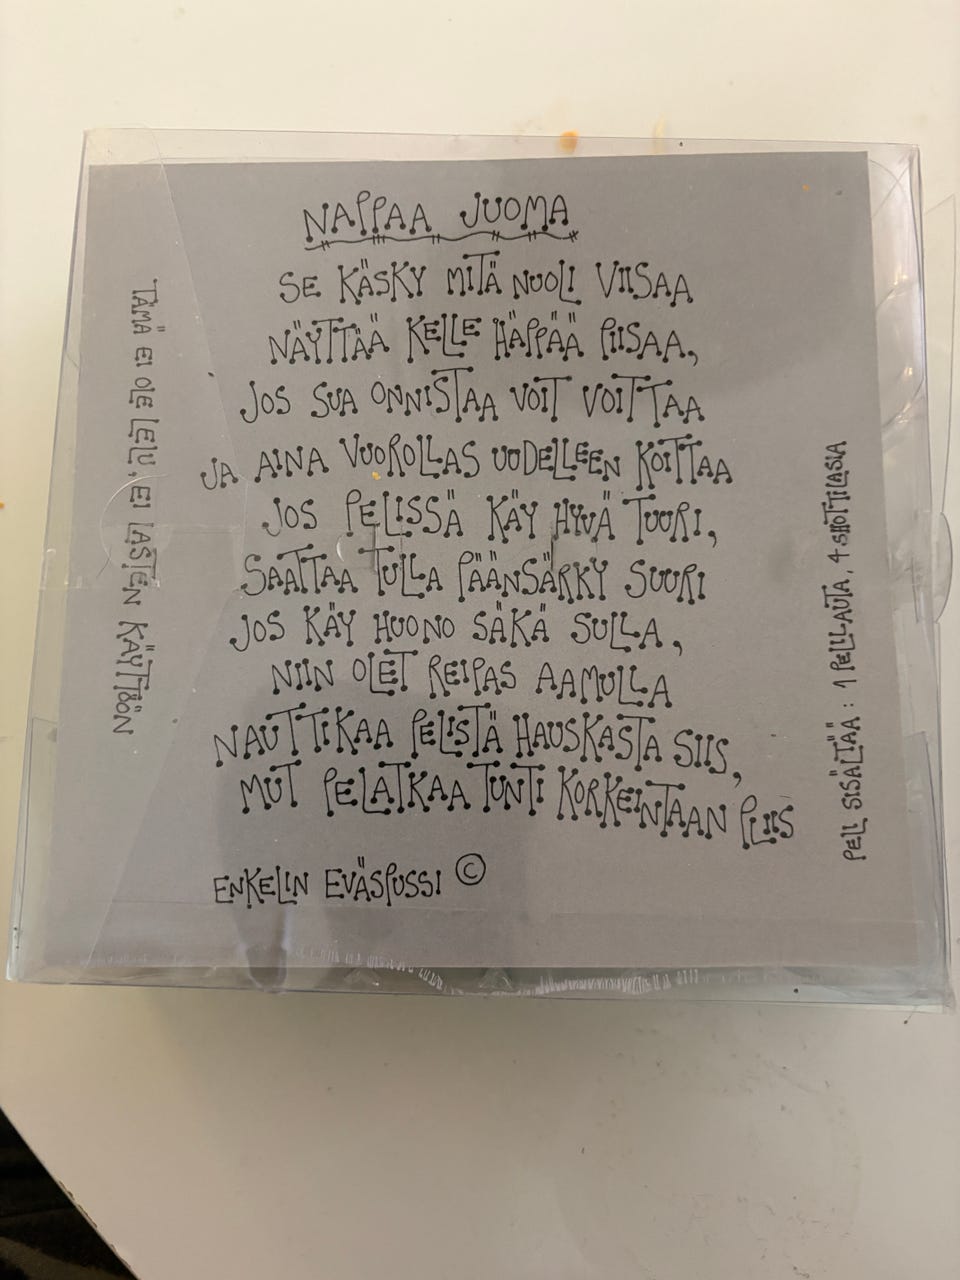 NAPPAA JUOMA
SE KÄSKY MITÄ NUOLI VIISAA
NÄYTTÄÄ KELLE HÄPPÄÄ PIISAA,
JOS SUA ONNISTAA VOIT VOITTAA
JA AINA VUOROLLAS UUDELLEEN KOITTAA
JOS PELISSÄ KÄY HYVÄ TUURI,
SAATTAA TULLA PÄÄNSÄRKY SUURI
JOS KÄY HUONO SÄKÄ SULLA,
NIIN OLET REIPAS AAMULLA
NAUTTIKAA PELISTÄ HAUSKASTA SIIS,
MUT PELATKAA TUNTI KORKEINTAAN PLIIS
ENKELIN EVÄSPUSSI ©
TÄMÄ EI OLE LELU, EI LASTEN KÄYTTÖÖN
PELI SISÄLTÄÄ : 1 PELI-AUTA, 4 SHOTTILASIA